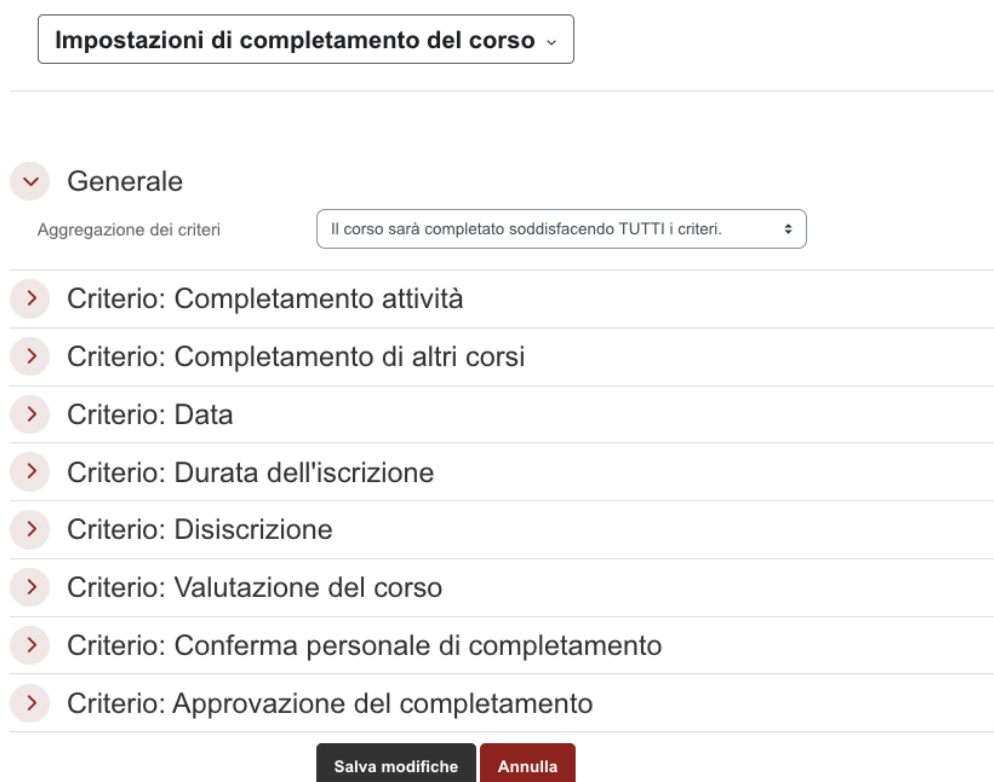 Impostazioni di completamento del corso
Generale
Aggregazione dei criteri
Il corso sarà completato soddisfacendo TUTTI i criteri.
Criterio: Completamento attività
Criterio: Completamento di altri corsi
Criterio: Data
Criterio: Durata dell'iscrizione
Criterio: Disiscrizione
Criterio: Valutazione del corso
Criterio: Conferma personale di completamento
Criterio: Approvazione del completamento
Salva modifiche
Annulla